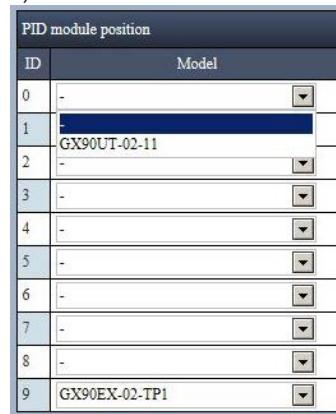 PID module position
ID Model
0 -
1 -
GX90UT-02-11
2 -
3 -
4 -
5 -
6 -
7 -
8 -
9 GX90EX-02-TP1